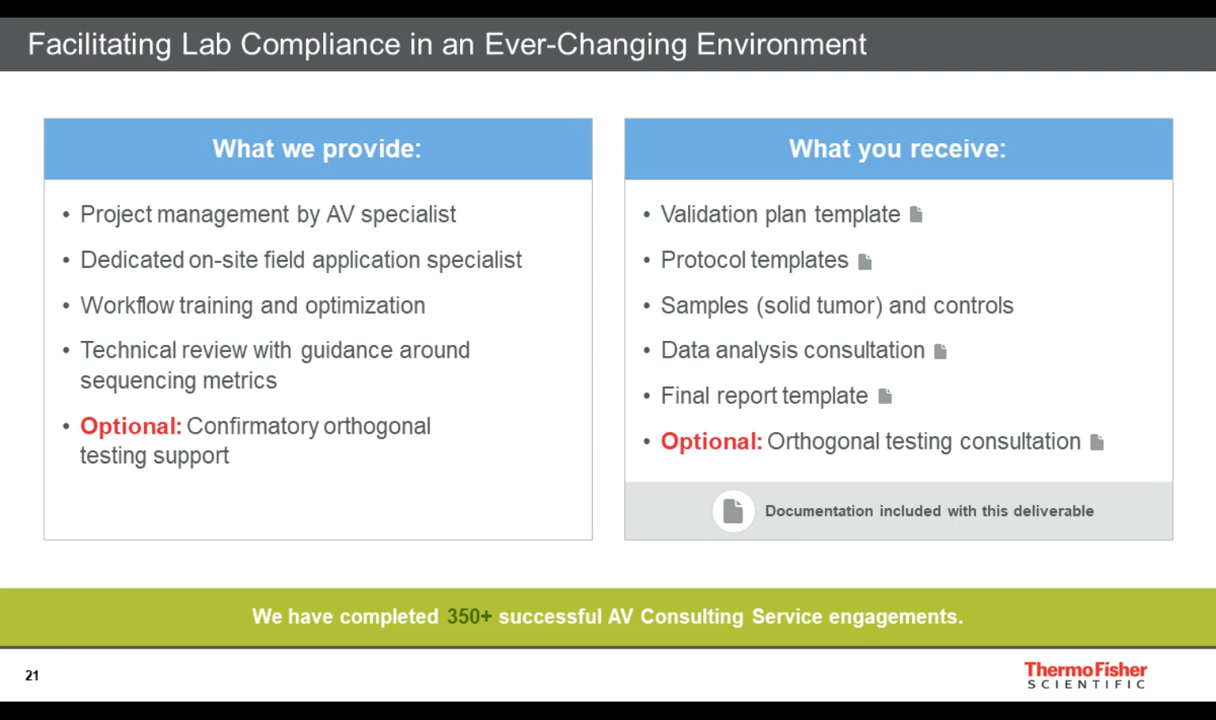 Facilitating Lab Compliance in an Ever-Changing Environment
What we provide:
• Project management by AV specialist
• Dedicated on-site field application specialist
• Workflow training and optimization
• Technical review with guidance around
sequencing metrics
• Optional: Confirmatory orthogonal
testing support
What you receive:
• Validation plan template
• Protocol templates
• Samples (solid tumor) and controls
• Data analysis consultation
• Final report template
• Optional: Orthogonal testing consultation
Documentation included with this deliverable
We have completed 350+ successful AV Consulting Service engagements.
21
ThermoFisher
SCIENTIFIC